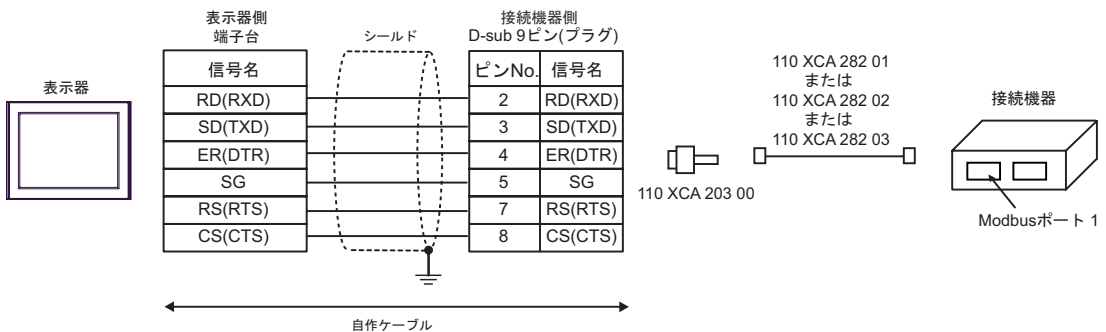 表示器
表示器側
端子台
シールド
接続機器側
D-sub 9ピン(プラグ)
信号名
ピンNo.
信号名
RD(RXD)
2
RD(RXD)
SD(TXD)
3
SD(TXD)
ER(DTR)
4
ER(DTR)
SG
5
SG
RS(RTS)
7
RS(RTS)
CS(CTS)
8
CS(CTS)
自作ケーブル
110 XCA 203 00
110 XCA 282 01
または
110 XCA 282 02
または
110 XCA 282 03
接続機器
Modbusポート 1